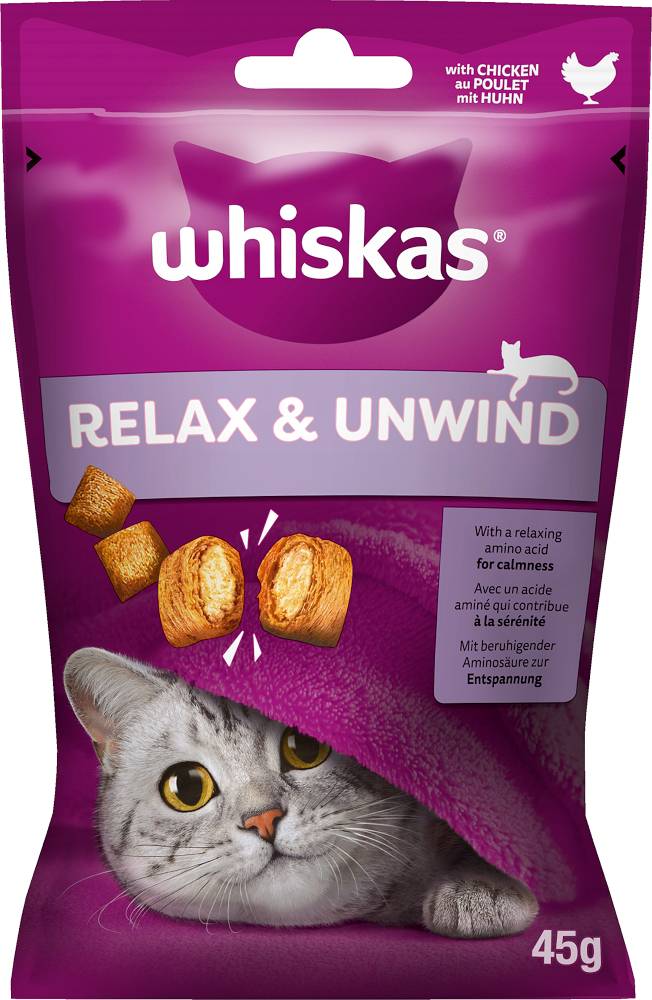 with CHICKEN
au POULET
mit HUHN
whiskas®
RELAX & UNWIND
With a relaxing
amino acid
for calmness
Avec un acide
aminé qui contribue
à la sérénité
Mit beruhigender
Aminosäure zur
Entspannung
45g